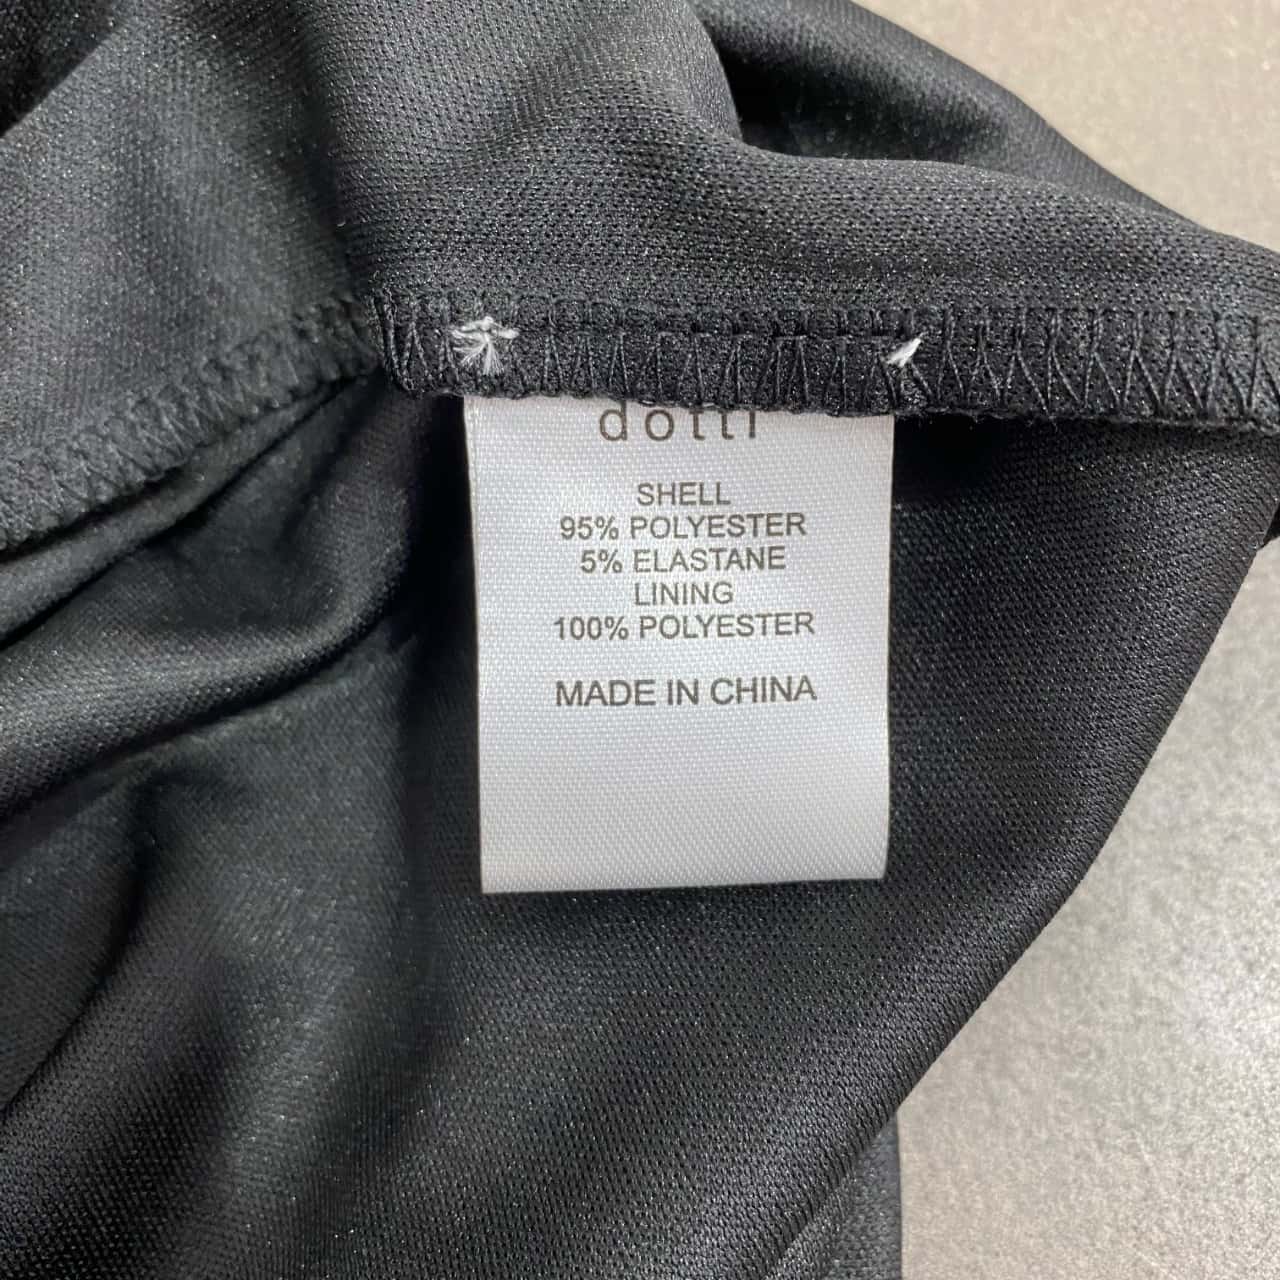 dotti
SHELL
95% POLYESTER
5% ELASTANE
LINING
100% POLYESTER
MADE IN CHINA